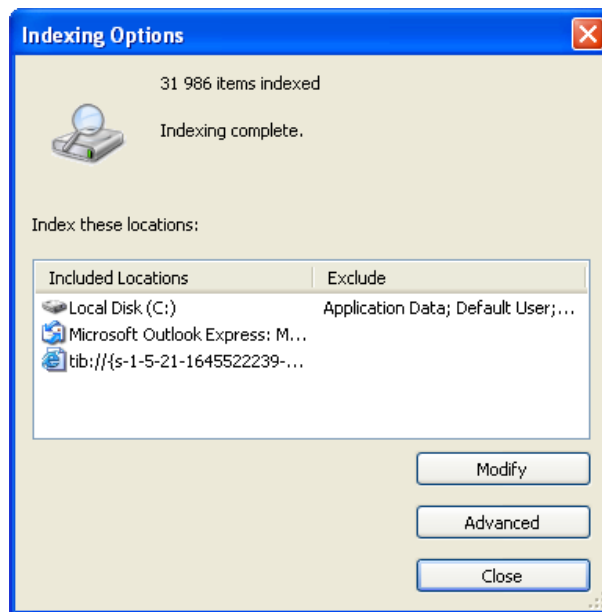 Indexing Options
31 986 items indexed
Indexing complete.
Index these locations:
Included Locations Exclude
Local Disk (C:) Application Data; Default User;...
Microsoft Outlook Express: M...
tib://{s-1-5-21-1645522239-...
Modify
Advanced
Close